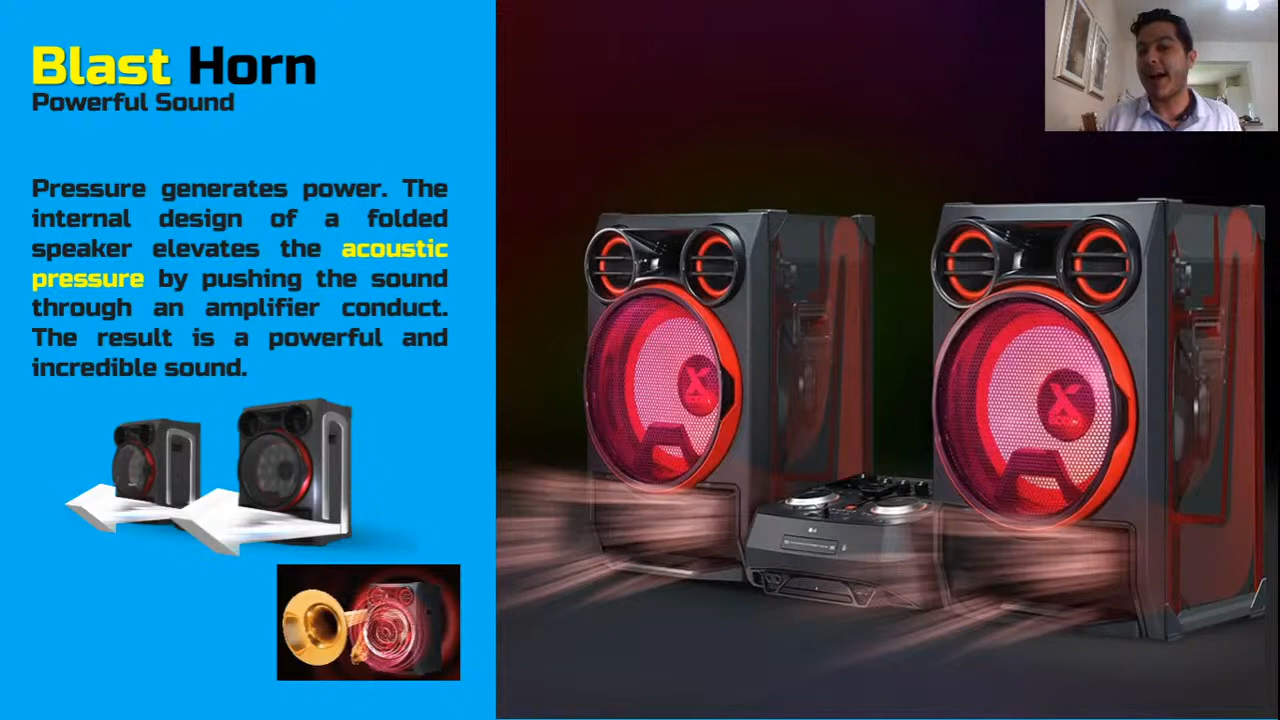 Blast Horn
Powerful Sound
Pressure generates power. The
internal design of a folded
speaker elevates the acoustic
pressure by pushing the sound
through an amplifier conduct.
The result is a powerful and
incredible sound.
X
X
LG